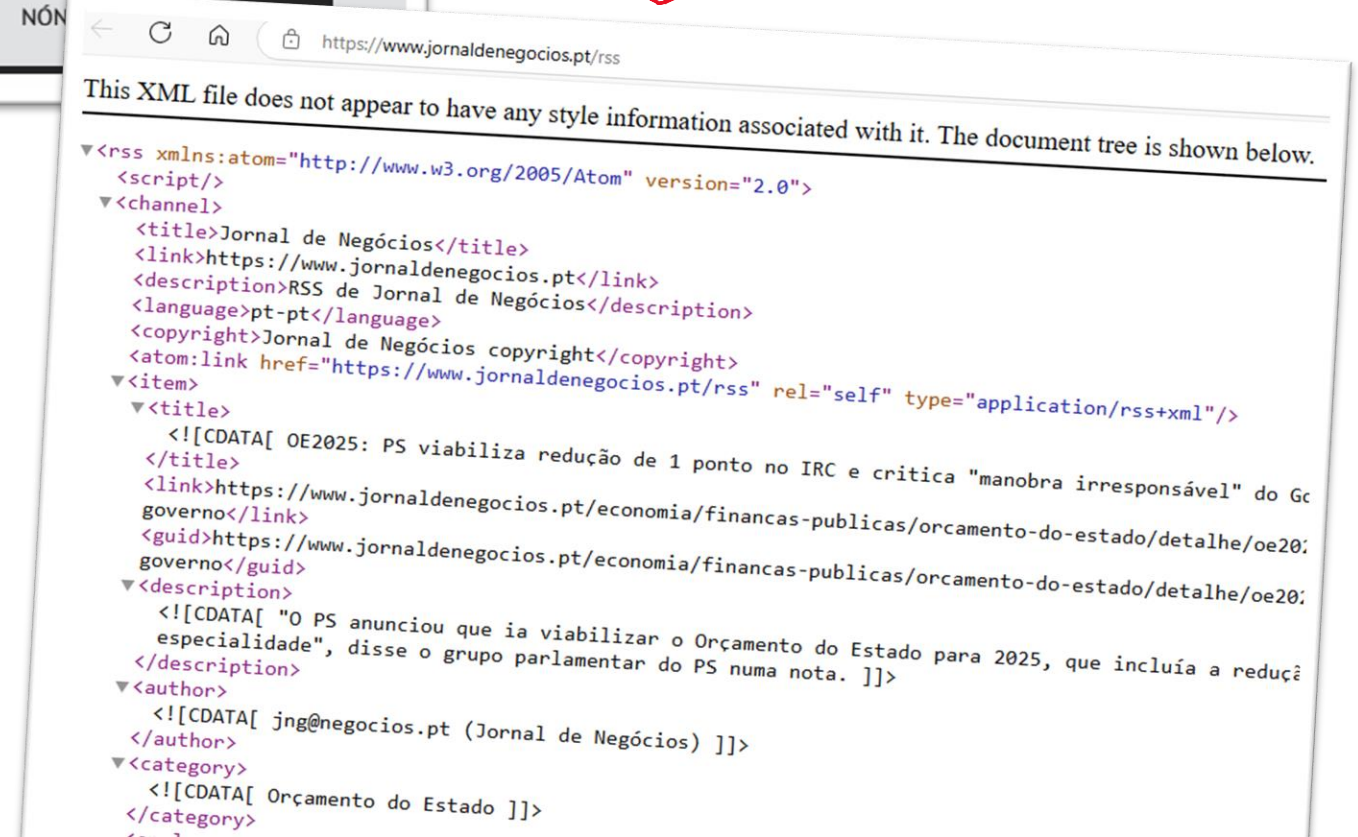 NÓN
https://www.jornaldenegocios.pt/rss
This XML file does not appear to have any style information associated with it. The document tree is shown below.
▼<rss xmlns:atom="http://www.w3.org/2005/Atom" version="2.0">
<script/>
▼<channel>
<title>Jornal de Negócios</title>
<link>https://www.jornaldenegocios.pt</link>
<description>RSS de Jornal de Negócios</description>
<language>pt-pt</language>
<copyright>Jornal de Negócios copyright</copyright>
<atom:link href="https://www.jornaldenegocios.pt/rss" rel="self" type="application/rss+xml"/>
▼<item>
▼<title>
<![CDATA[ OE2025: PS viabiliza redução de 1 ponto no IRC e critica "manobra irresponsável" do Go
</title>
<link>https://www.jornaldenegocios.pt/economia/financas-publicas/orcamento-do-estado/detalhe/oe202
governo</link>
<guid>https://www.jornaldenegocios.pt/economia/financas-publicas/orcamento-do-estado/detalhe/oe202
governo</guid>
▼<description>
<![CDATA[ "O PS anunciou que ia viabilizar o Orçamento do Estado para 2025, que incluía a reduçã
especialidade", disse o grupo parlamentar do PS numa nota. ]]>
</description>
▼<author>
<![CDATA[ jng@negocios.pt (Jornal de Negócios) ]]>
</author>
▼<category>
<![CDATA[ Orçamento do Estado ]]>
</category>